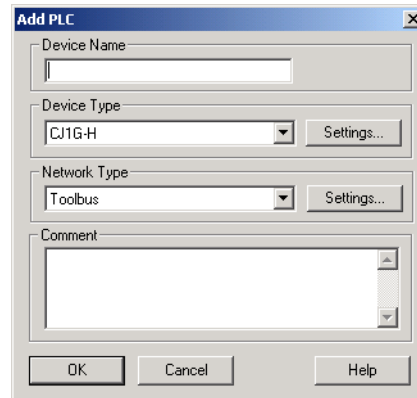 Add PLC
Device Name
Device Type
CJ1G-H
Settings...
Network Type
Toolbus
Settings...
Comment
OK
Cancel
Help